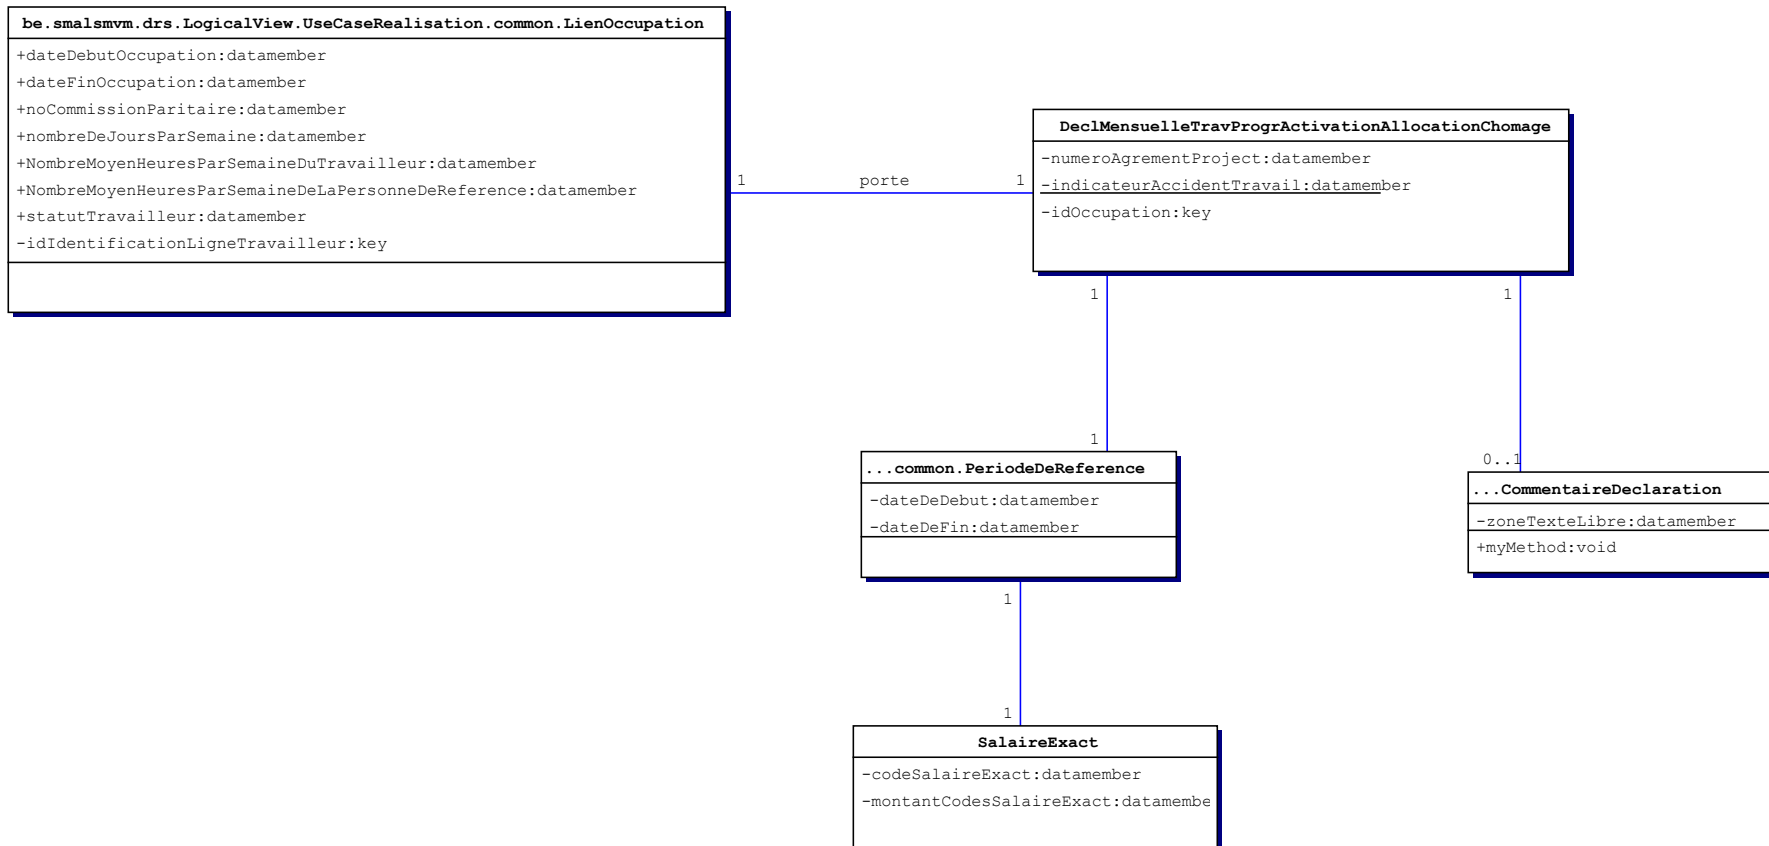 be.smalsmvm.drs.LogicalView.UseCaseRealisation.common.LienOccupation
+dateDebutOccupation:datamember
+dateFinOccupation:datamember
+noCommissionParitaire:datamember
+nombreDeJoursParSemaine:datamember
+NombreMoyenHeuresParSemaineDuTravailleur:datamember
+NombreMoyenHeuresParSemaineDeLaPersonneDeReference:datamember
+statutTravailleur:datamember
-idIdentificationLigneTravailleur:key
1
porte
1
DeclMensuelleTravProgrActivationAllocationChomage
-numeroAgrementProject:datamember
-indicateurAccidentTravail:datamember
-idOccupation:key
1
1
1
0..1
...common.PeriodeDeReference
-dateDeDebut:datamember
-dateDeFin:datamember
...CommentaireDeclaration
-zoneTexteLibre:datamember
+myMethod:void
1
1
SalaireExact
-codeSalaireExact:datamember
-montantCodesSalaireExact:datamembe